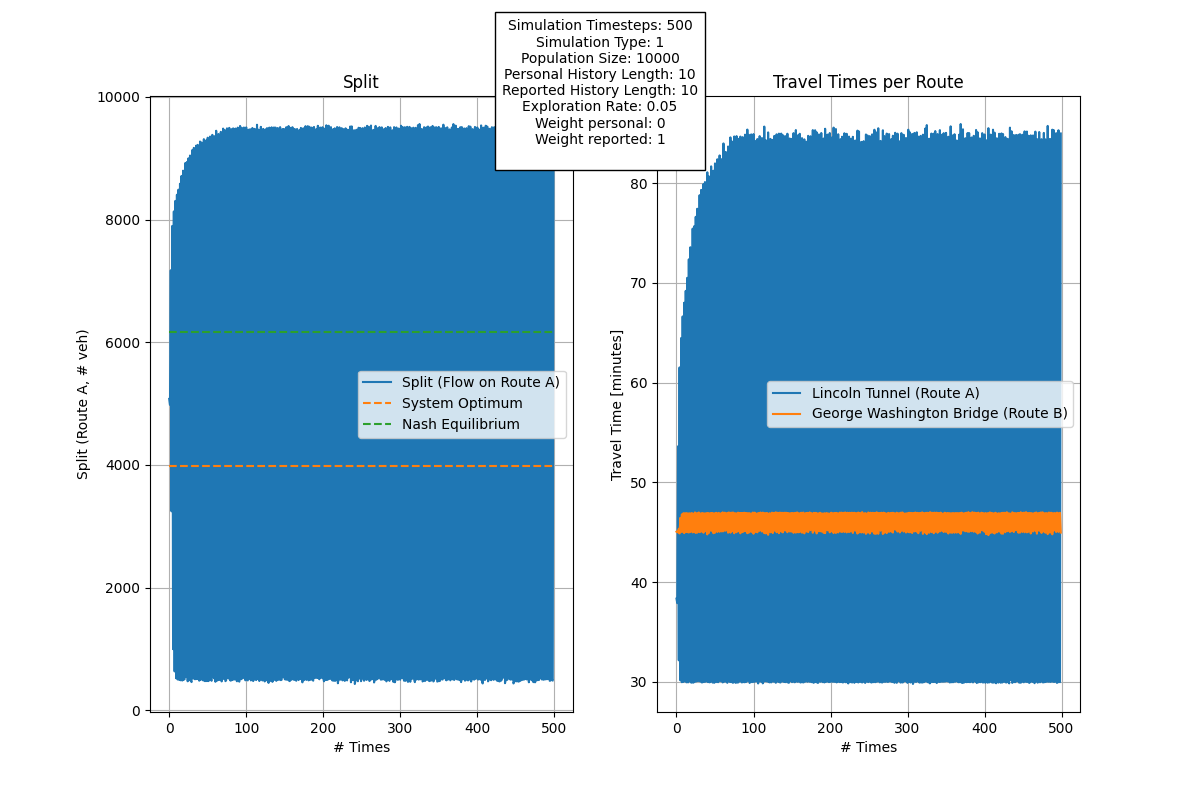 Simulation Timesteps: 500
Simulation Type: 1
Population Size: 10000
Personal History Length: 10
Reported History Length: 10
Exploration Rate: 0.05
Weight personal: 0
Weight reported: 1
Split
10000
8000
6000
4000
2000
0
Split (Route A, # veh)
Split (Flow on Route A)
System Optimum
Nash Equilibrium
0
100
200
300
400
500
# Times
Travel Times per Route
80
70
60
50
40
30
Travel Time [minutes]
Lincoln Tunnel (Route A)
George Washington Bridge (Route B)
0
100
200
300
400
500
# Times